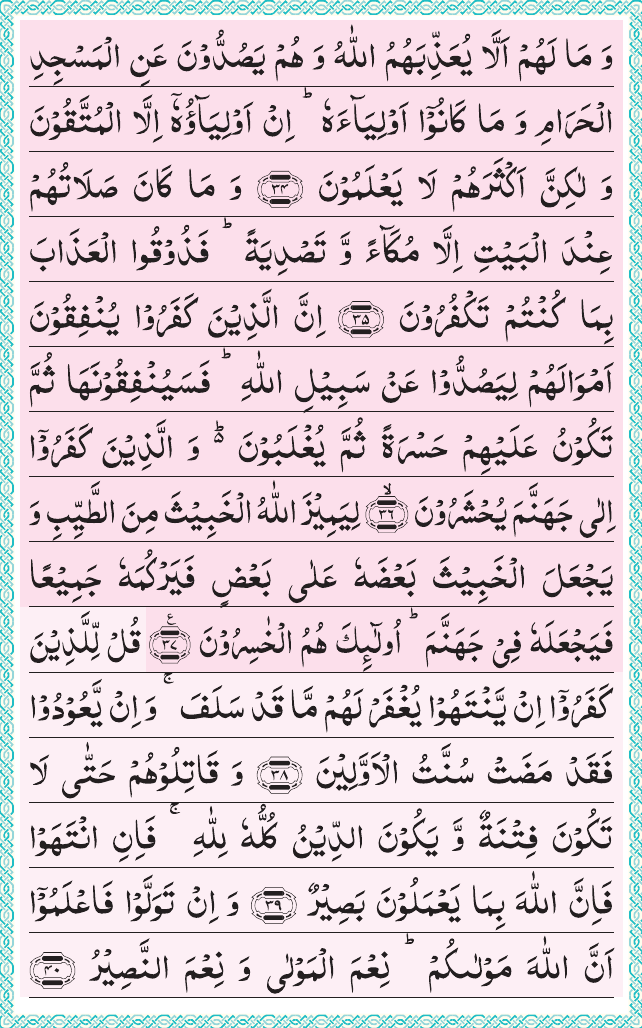 وَ مَا لَهُمۡ اَلَّا يُعَذِّبَهُمُ اللّٰهُ وَ هُمۡ يَصُدُّوۡنَ عَنِ الۡمَسۡجِدِ
الۡحَرَامِ وَ مَا كَانُوۡۤا اَوۡلِيَآءَهٗ ؕ اِنۡ اَوۡلِيَآؤُهٗۤ اِلَّا الۡمُتَّقُوۡنَ
وَ لٰكِنَّ اَكۡثَرَهُمۡ لَا يَعۡلَمُوۡنَ ﴿۳۴﴾ وَ مَا كَانَ صَلَاتُهُمۡ
عِنۡدَ الۡبَيۡتِ اِلَّا مُكَآءً وَّ تَصۡدِيَةً ؕ فَذُوۡقُوا الۡعَذَابَ
بِمَا كُنۡتُمۡ تَكۡفُرُوۡنَ ﴿۳۵﴾ اِنَّ الَّذِيۡنَ كَفَرُوۡا يُنۡفِقُوۡنَ
اَمۡوَالَهُمۡ لِيَصُدُّوۡا عَنۡ سَبِيۡلِ اللّٰهِ ؕ فَسَيُنۡفِقُوۡنَهَا ثُمَّ
تَكُوۡنُ عَلَيۡهِمۡ حَسۡرَةً ثُمَّ يُغۡلَبُوۡنَ ۬ؕ وَ الَّذِيۡنَ كَفَرُوۡۤا
اِلٰى جَهَنَّمَ يُحۡشَرُوۡنَ ﴿ۙ۳۶﴾ لِيَمِيۡزَ اللّٰهُ الۡخَبِيۡثَ مِنَ الطَّيِّبِ وَ
يَجۡعَلَ الۡخَبِيۡثَ بَعۡضَهٗ عَلٰى بَعۡضٍ فَيَرۡكُمَهٗ جَمِيۡعًا
فَيَجۡعَلَهٗ فِىۡ جَهَنَّمَ ؕ اُولٰٓئِكَ هُمُ الۡخٰسِرُوۡنَ ﴿۳۷﴾ ع قُلۡ لِّلَّذِيۡنَ
كَفَرُوۡۤا اِنۡ يَّنۡتَهُوۡا يُغۡفَرۡ لَهُمۡ مَّا قَدۡ سَلَفَ ۚ وَ اِنۡ يَّعُوۡدُوۡا
فَقَدۡ مَضَتۡ سُنَّتُ الۡاَوَّلِيۡنَ ﴿۳۸﴾ وَ قَاتِلُوۡهُمۡ حَتّٰى لَا
تَكُوۡنَ فِتۡنَةٌ وَّ يَكُوۡنَ الدِّيۡنُ كُلُّهٗ لِلّٰهِ ۚ فَاِنِ انۡتَهَوۡا
فَاِنَّ اللّٰهَ بِمَا يَعۡمَلُوۡنَ بَصِيۡرٌ ﴿۳۹﴾ وَ اِنۡ تَوَلَّوۡا فَاعۡلَمُوۡۤا
اَنَّ اللّٰهَ مَوۡلٰٮكُمۡ ؕ نِعۡمَ الۡمَوۡلٰى وَ نِعۡمَ النَّصِيۡرُ ﴿۴۰﴾